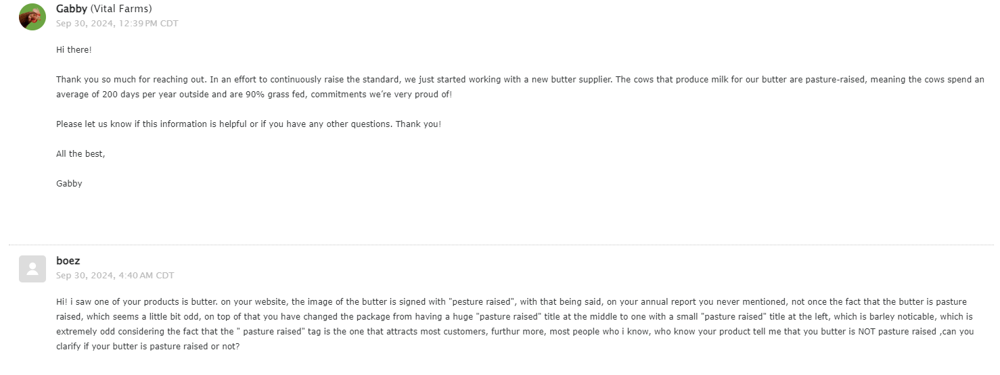 Gabby (Vital Farms)
Sep 30, 2024, 12:39 PM CDT
Hi there!
Thank you so much for reaching out. In an effort to continuously raise the standard, we just started working with a new butter supplier. The cows that produce milk for our butter are pasture-raised, meaning the cows spend an
average of 200 days per year outside and are 90% grass fed, commitments we’re very proud of!
Please let us know if this information is helpful or if you have any other questions. Thank you!
All the best,
Gabby
boez
Sep 30, 2024, 4:40 AM CDT
Hi! i saw one of your products is butter. on your website, the image of the butter is signed with "pesture raised", with that being said, on your annual report you never mentioned, not once the fact that the butter is pasture
raised, which seems a little bit odd, on top of that you have changed the package from having a huge "pasture raised" title at the middle to one with a small "pasture raised" title at the left, which is barley noticable, which is
extremely odd considering the fact that the " pasture raised" tag is the one that attracts most customers, furthur more, most people who i know, who know your product tell me that you butter is NOT pasture raised ,can you
clarify if your butter is pasture raised or not?